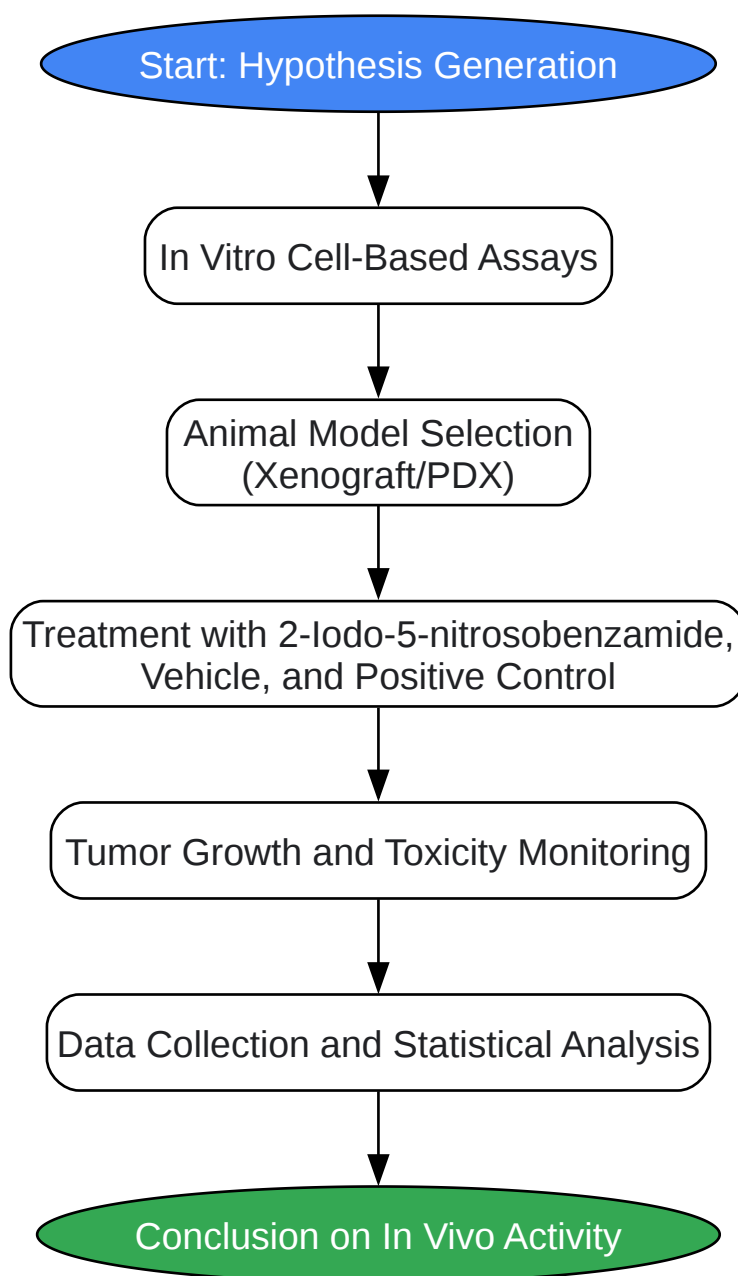 Start: Hypothesis Generation
In Vitro Cell-Based Assays
Animal Model Selection
(Xenograft/PDX)
Treatment with 2-Iodo-5-nitrosobenzamide,
Vehicle, and Positive Control
Tumor Growth and Toxicity Monitoring
Data Collection and Statistical Analysis
Conclusion on In Vivo Activity